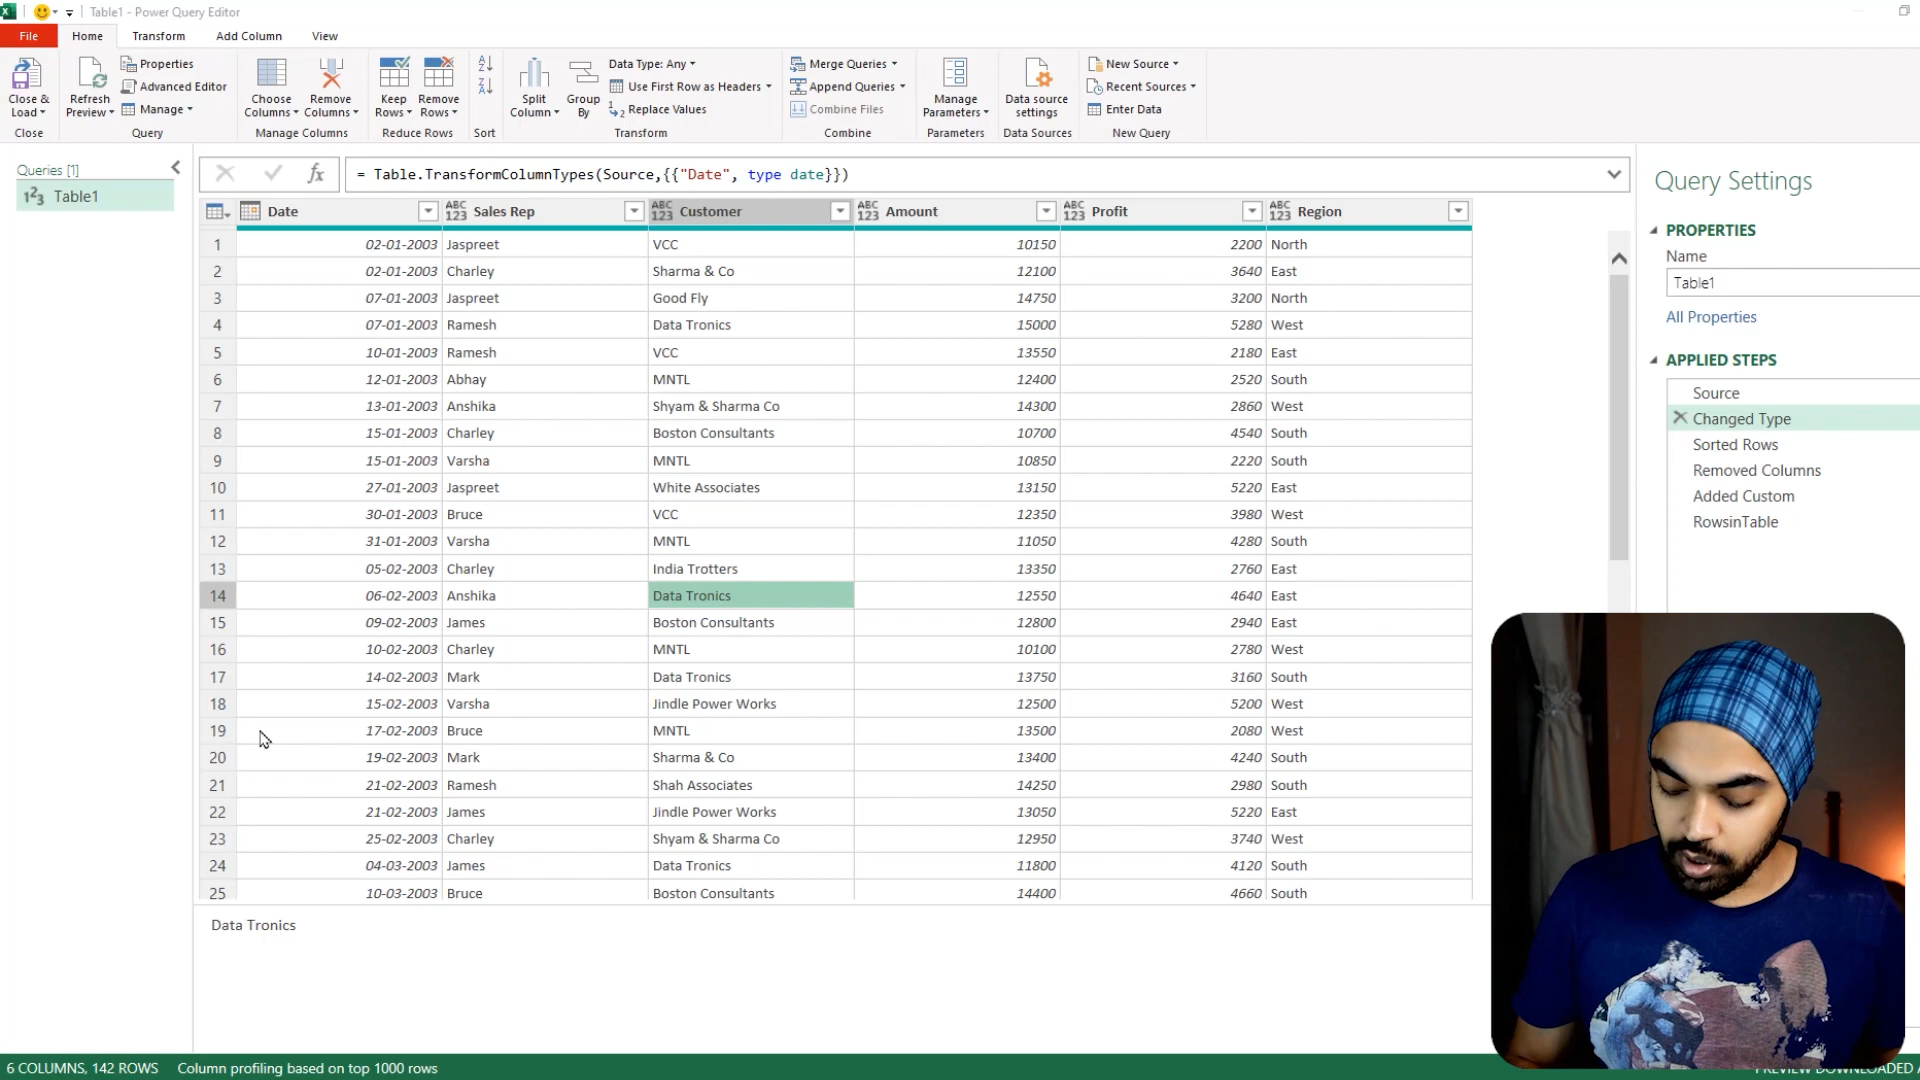 Table1 - Power Query Editor
File Home Transform Add Column View
Close & Load
Refresh Preview
Properties
Advanced Editor
Manage
Choose Columns
Remove Columns
Keep Rows
Remove Rows
Split Column
Group By
Data Type: Any
Use First Row as Headers
Replace Values
Merge Queries
Append Queries
Combine Files
Manage Parameters
Data source settings
New Source
Recent Sources
Enter Data
Close Query Manage Columns Reduce Rows Sort Transform Combine Parameters Data Sources New Query
Queries [1]
Table1
= Table.TransformColumnTypes(Source,{{"Date", type date}})
Date Sales Rep Customer Amount Profit Region
1 02-01-2003 Jaspreet VCC 10150 2200 North
2 02-01-2003 Charley Sharma & Co 12100 3640 East
3 07-01-2003 Jaspreet Good Fly 14750 3200 North
4 07-01-2003 Ramesh Data Tronics 15000 5280 West
5 10-01-2003 Ramesh VCC 13550 2180 East
6 12-01-2003 Abhay MNTL 12400 2520 South
7 13-01-2003 Anshika Shyam & Sharma Co 14300 2860 West
8 15-01-2003 Charley Boston Consultants 10700 4540 South
9 15-01-2003 Varsha MNTL 10850 2220 South
10 27-01-2003 Jaspreet White Associates 13150 5220 East
11 30-01-2003 Bruce VCC 12350 3980 West
12 31-01-2003 Varsha MNTL 11050 4280 South
13 05-02-2003 Charley India Trotters 13350 2760 East
14 06-02-2003 Anshika Data Tronics 12550 4640 East
15 09-02-2003 James Boston Consultants 12800 2940 East
16 10-02-2003 Charley MNTL 10100 2780 West
17 14-02-2003 Mark Data Tronics 13750 3160 South
18 15-02-2003 Varsha Jindle Power Works 12500 5200 West
19 17-02-2003 Bruce MNTL 13500 2080 West
20 19-02-2003 Mark Sharma & Co 13400 4240 South
21 21-02-2003 Ramesh Shah Associates 14250 2980 South
22 21-02-2003 James Jindle Power Works 13050 5220 East
23 25-02-2003 Charley Shyam & Sharma Co 12950 3740 West
24 04-03-2003 James Data Tronics 11800 4120 South
25 10-03-2003 Bruce Boston Consultants 14400 4660 South
Data Tronics
Query Settings
PROPERTIES
Name
Table1
All Properties
APPLIED STEPS
Source
Changed Type
Sorted Rows
Removed Columns
Added Custom
RowsinTable
6 COLUMNS, 142 ROWS Column profiling based on top 1000 rows
DOWNLOADED